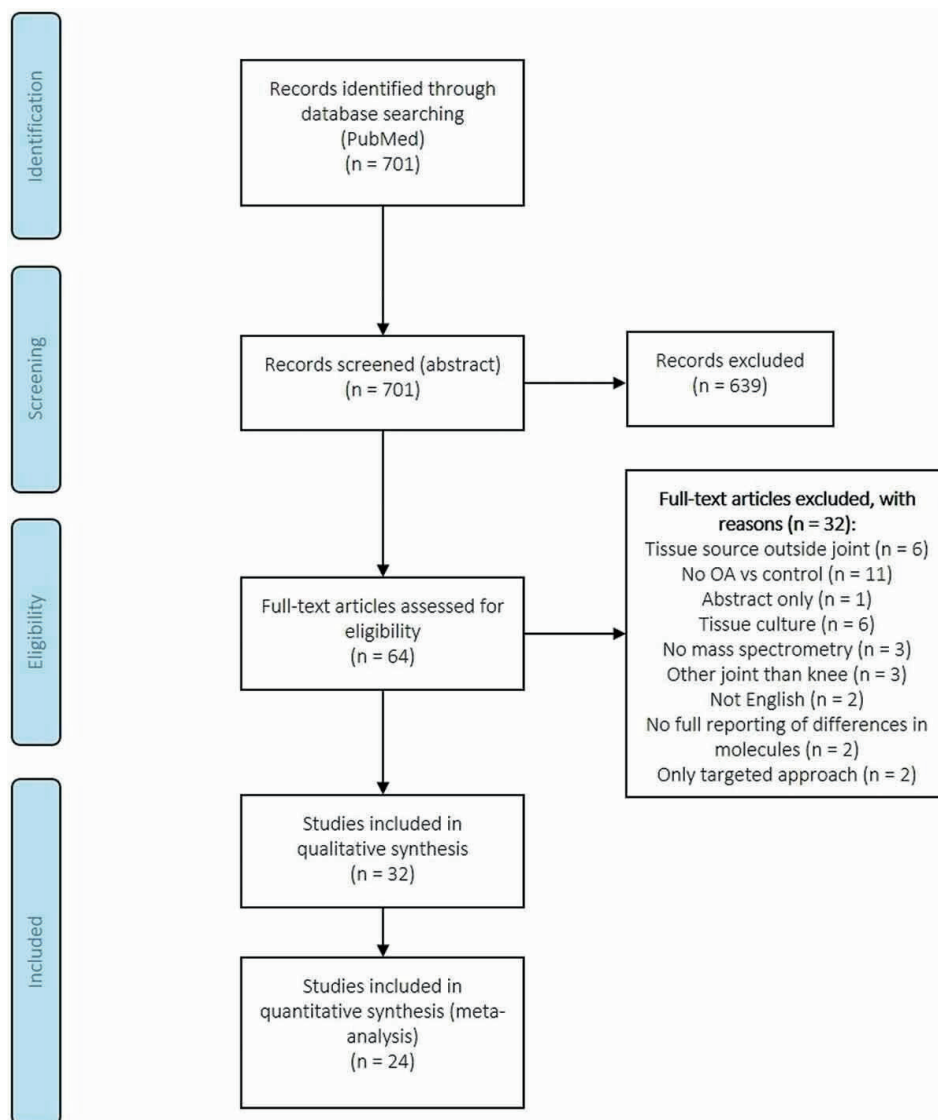 Identification
Records identified through
database searching
(PubMed)
(n = 701)
Screening
Records screened (abstract)
(n = 701)
Records excluded
(n = 639)
Eligibility
Full-text articles assessed for
eligibility
(n = 64)
Full-text articles excluded, with
reasons (n = 32):
Tissue source outside joint (n = 6)
No OA vs control (n = 11)
Abstract only (n = 1)
Tissue culture (n = 6)
No mass spectrometry (n = 3)
Other joint than knee (n = 3)
Not English (n = 2)
No full reporting of differences in
molecules (n = 2)
Only targeted approach (n = 2)
Included
Studies included in
qualitative synthesis
(n = 32)
Studies included in
quantitative synthesis (meta-
analysis)
(n = 24)